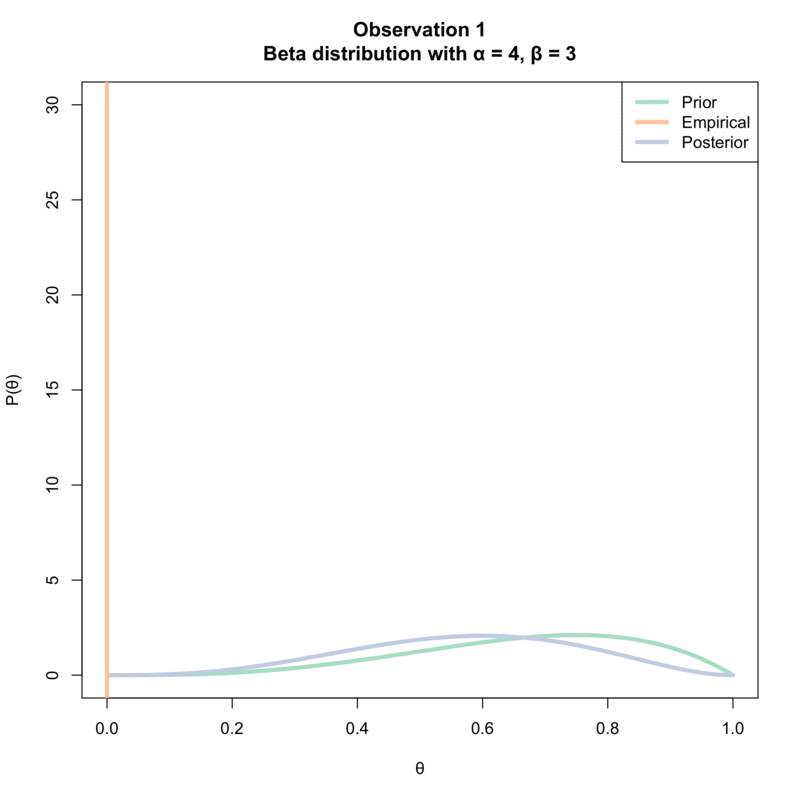 Observation 1
Beta distribution with α = 4, β = 3
Prior
Empirical
Posterior
P(θ)
30
25
20
15
10
5
0
0.0 0.2 0.4 0.6 0.8 1.0
θ